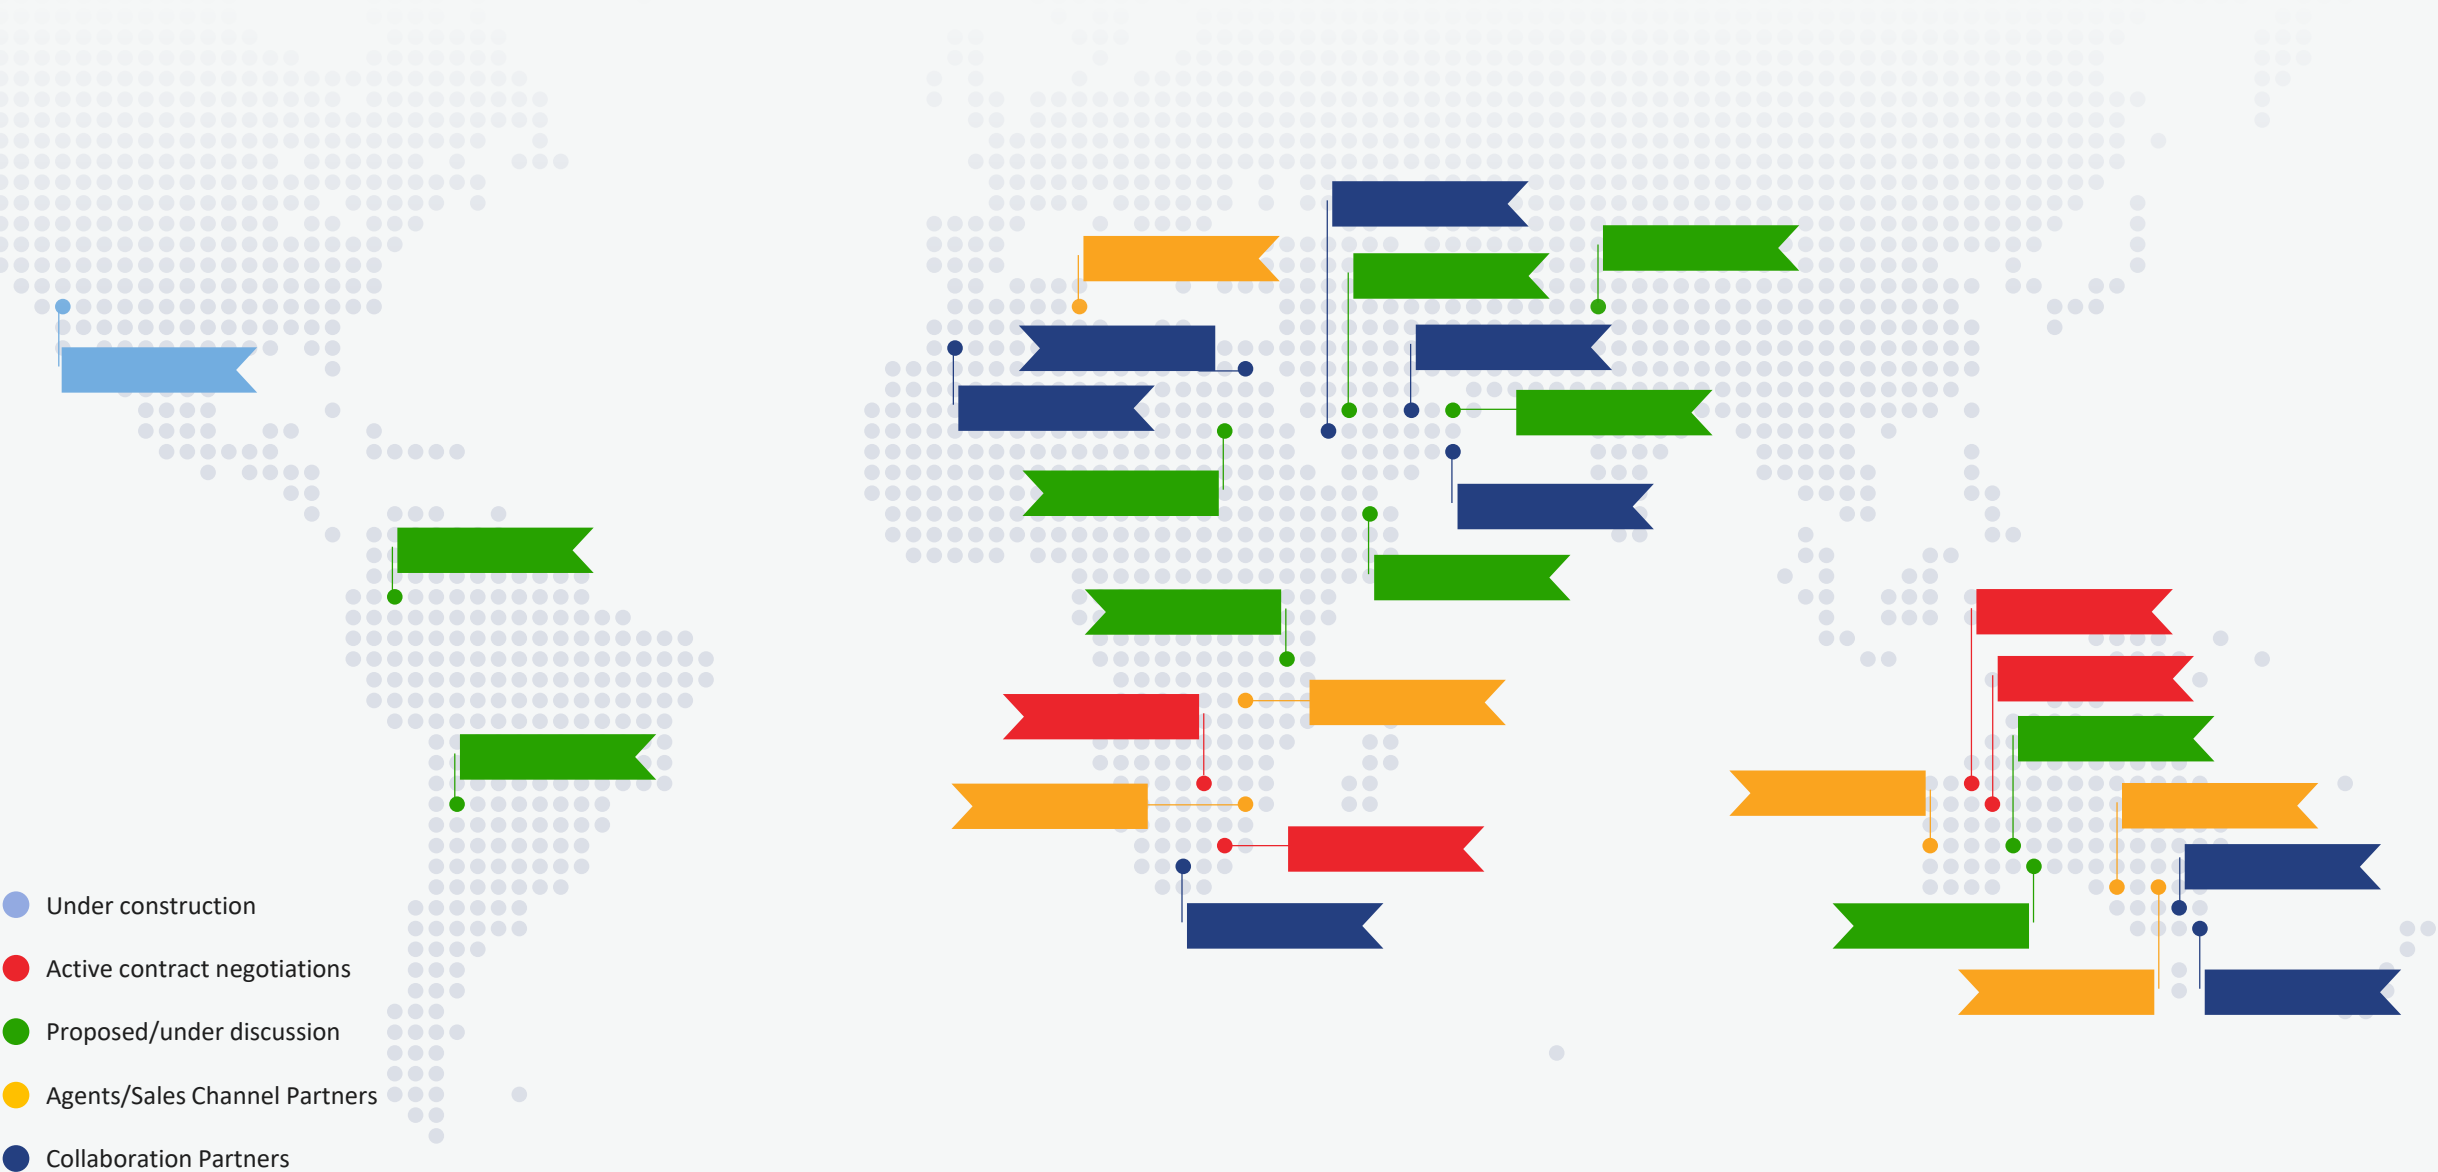 Under construction
Active contract negotiations
Proposed/under discussion
Agents/Sales Channel Partners
Collaboration Partners